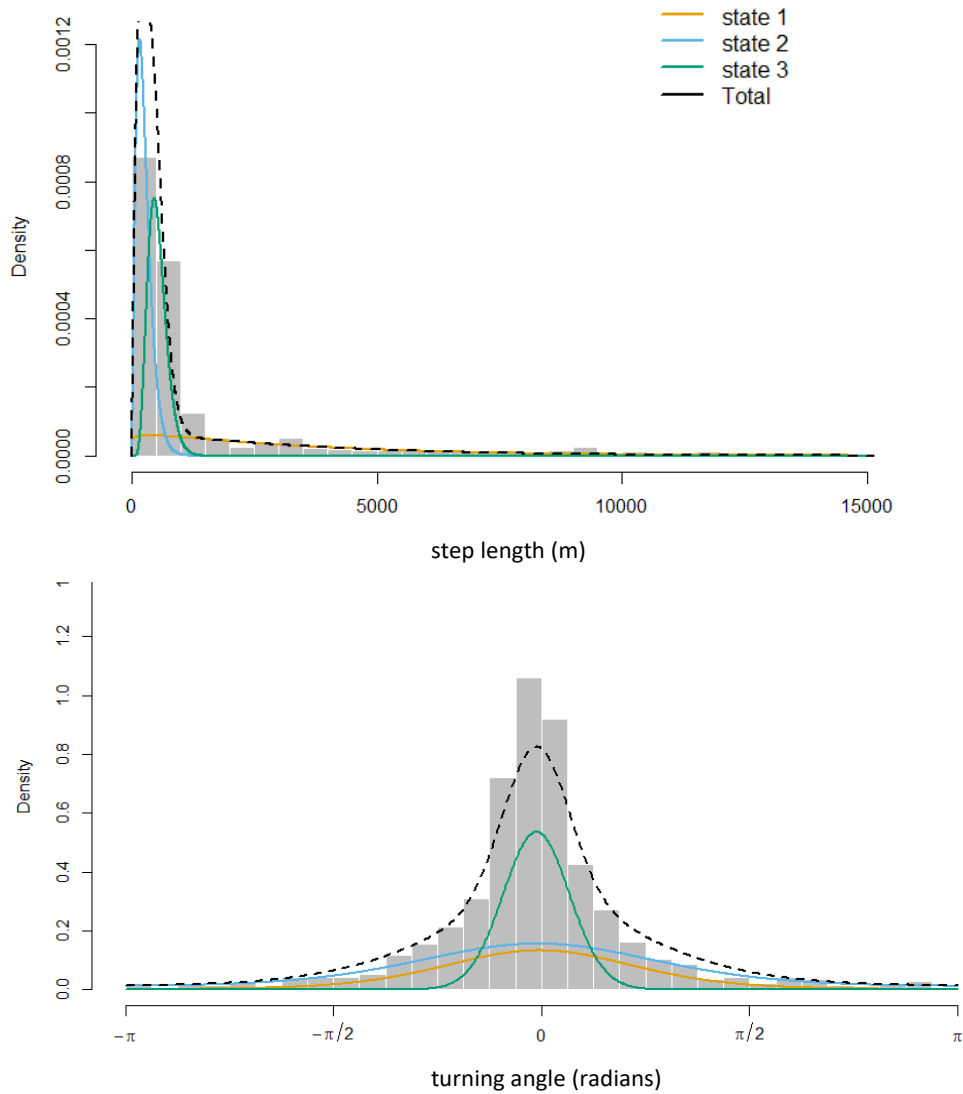 state 1
state 2
state 3
Total
Density
0.0012
0.0008
0.0004
0.0000
0 5000 10000 15000
step length (m)
Density
1
1.2
1.0
0.8
0.6
0.4
0.2
0.0
−π −π/2 0 π/2 π
turning angle (radians)